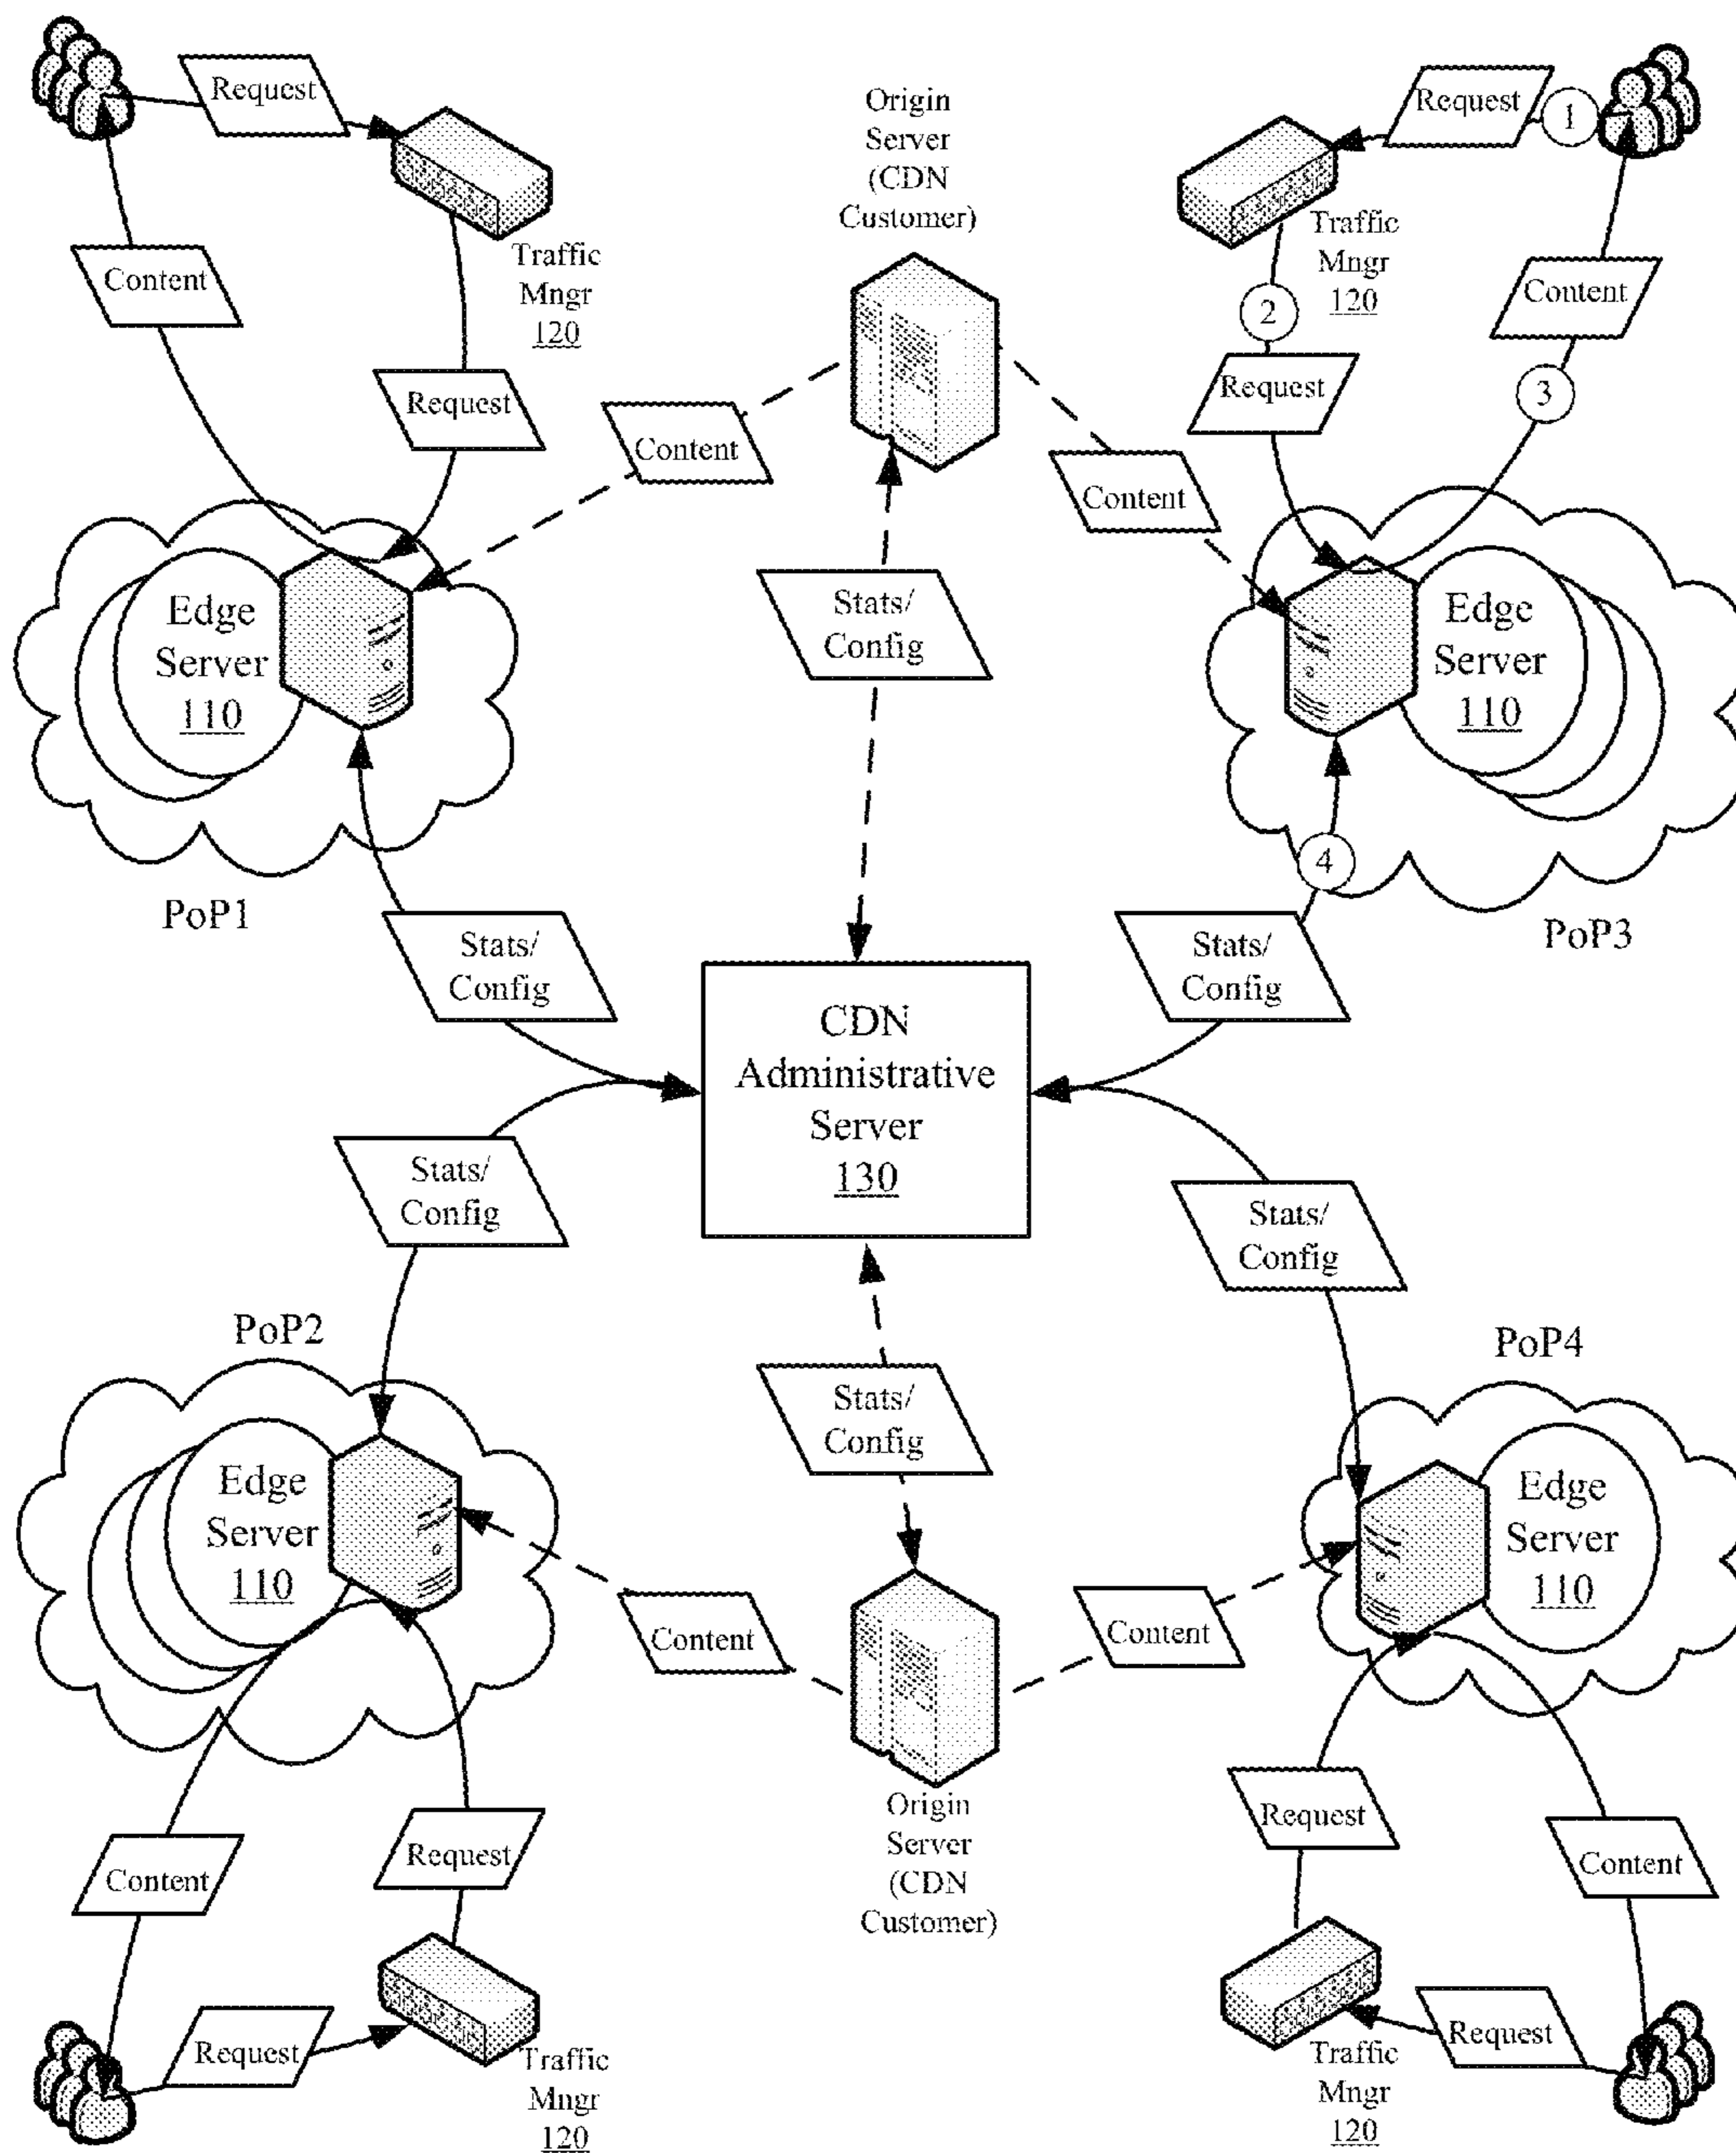 Request
Traffic
Mngr
120
Content
Request
Origin
Server
(CDN
Customer)
Request
1
Traffic
Mngr
120
2
Request
Content
3
Content
Content
Stats/
Config
Edge
Server
110
PoP1
Edge
Server
110
4
PoP3
Stats/
Config
Stats/
Config
CDN
Administrative
Server
130
Stats/
Config
Stats/
Config
PoP2
PoP4
Stats/
Config
Edge
Server
110
Edge
Server
110
Content
Content
Origin
Server
(CDN
Customer)
Content
Request
Request
Content
Request
Traffic
Mngr
120
Traffic
Mngr
120
Request